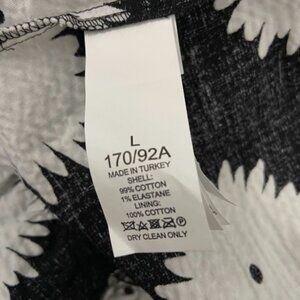 L
170/92A
MADE IN TURKEY
SHELL:
99% COTTON
1% ELASTANE
LINING:
100% COTTON
DRY CLEAN ONLY